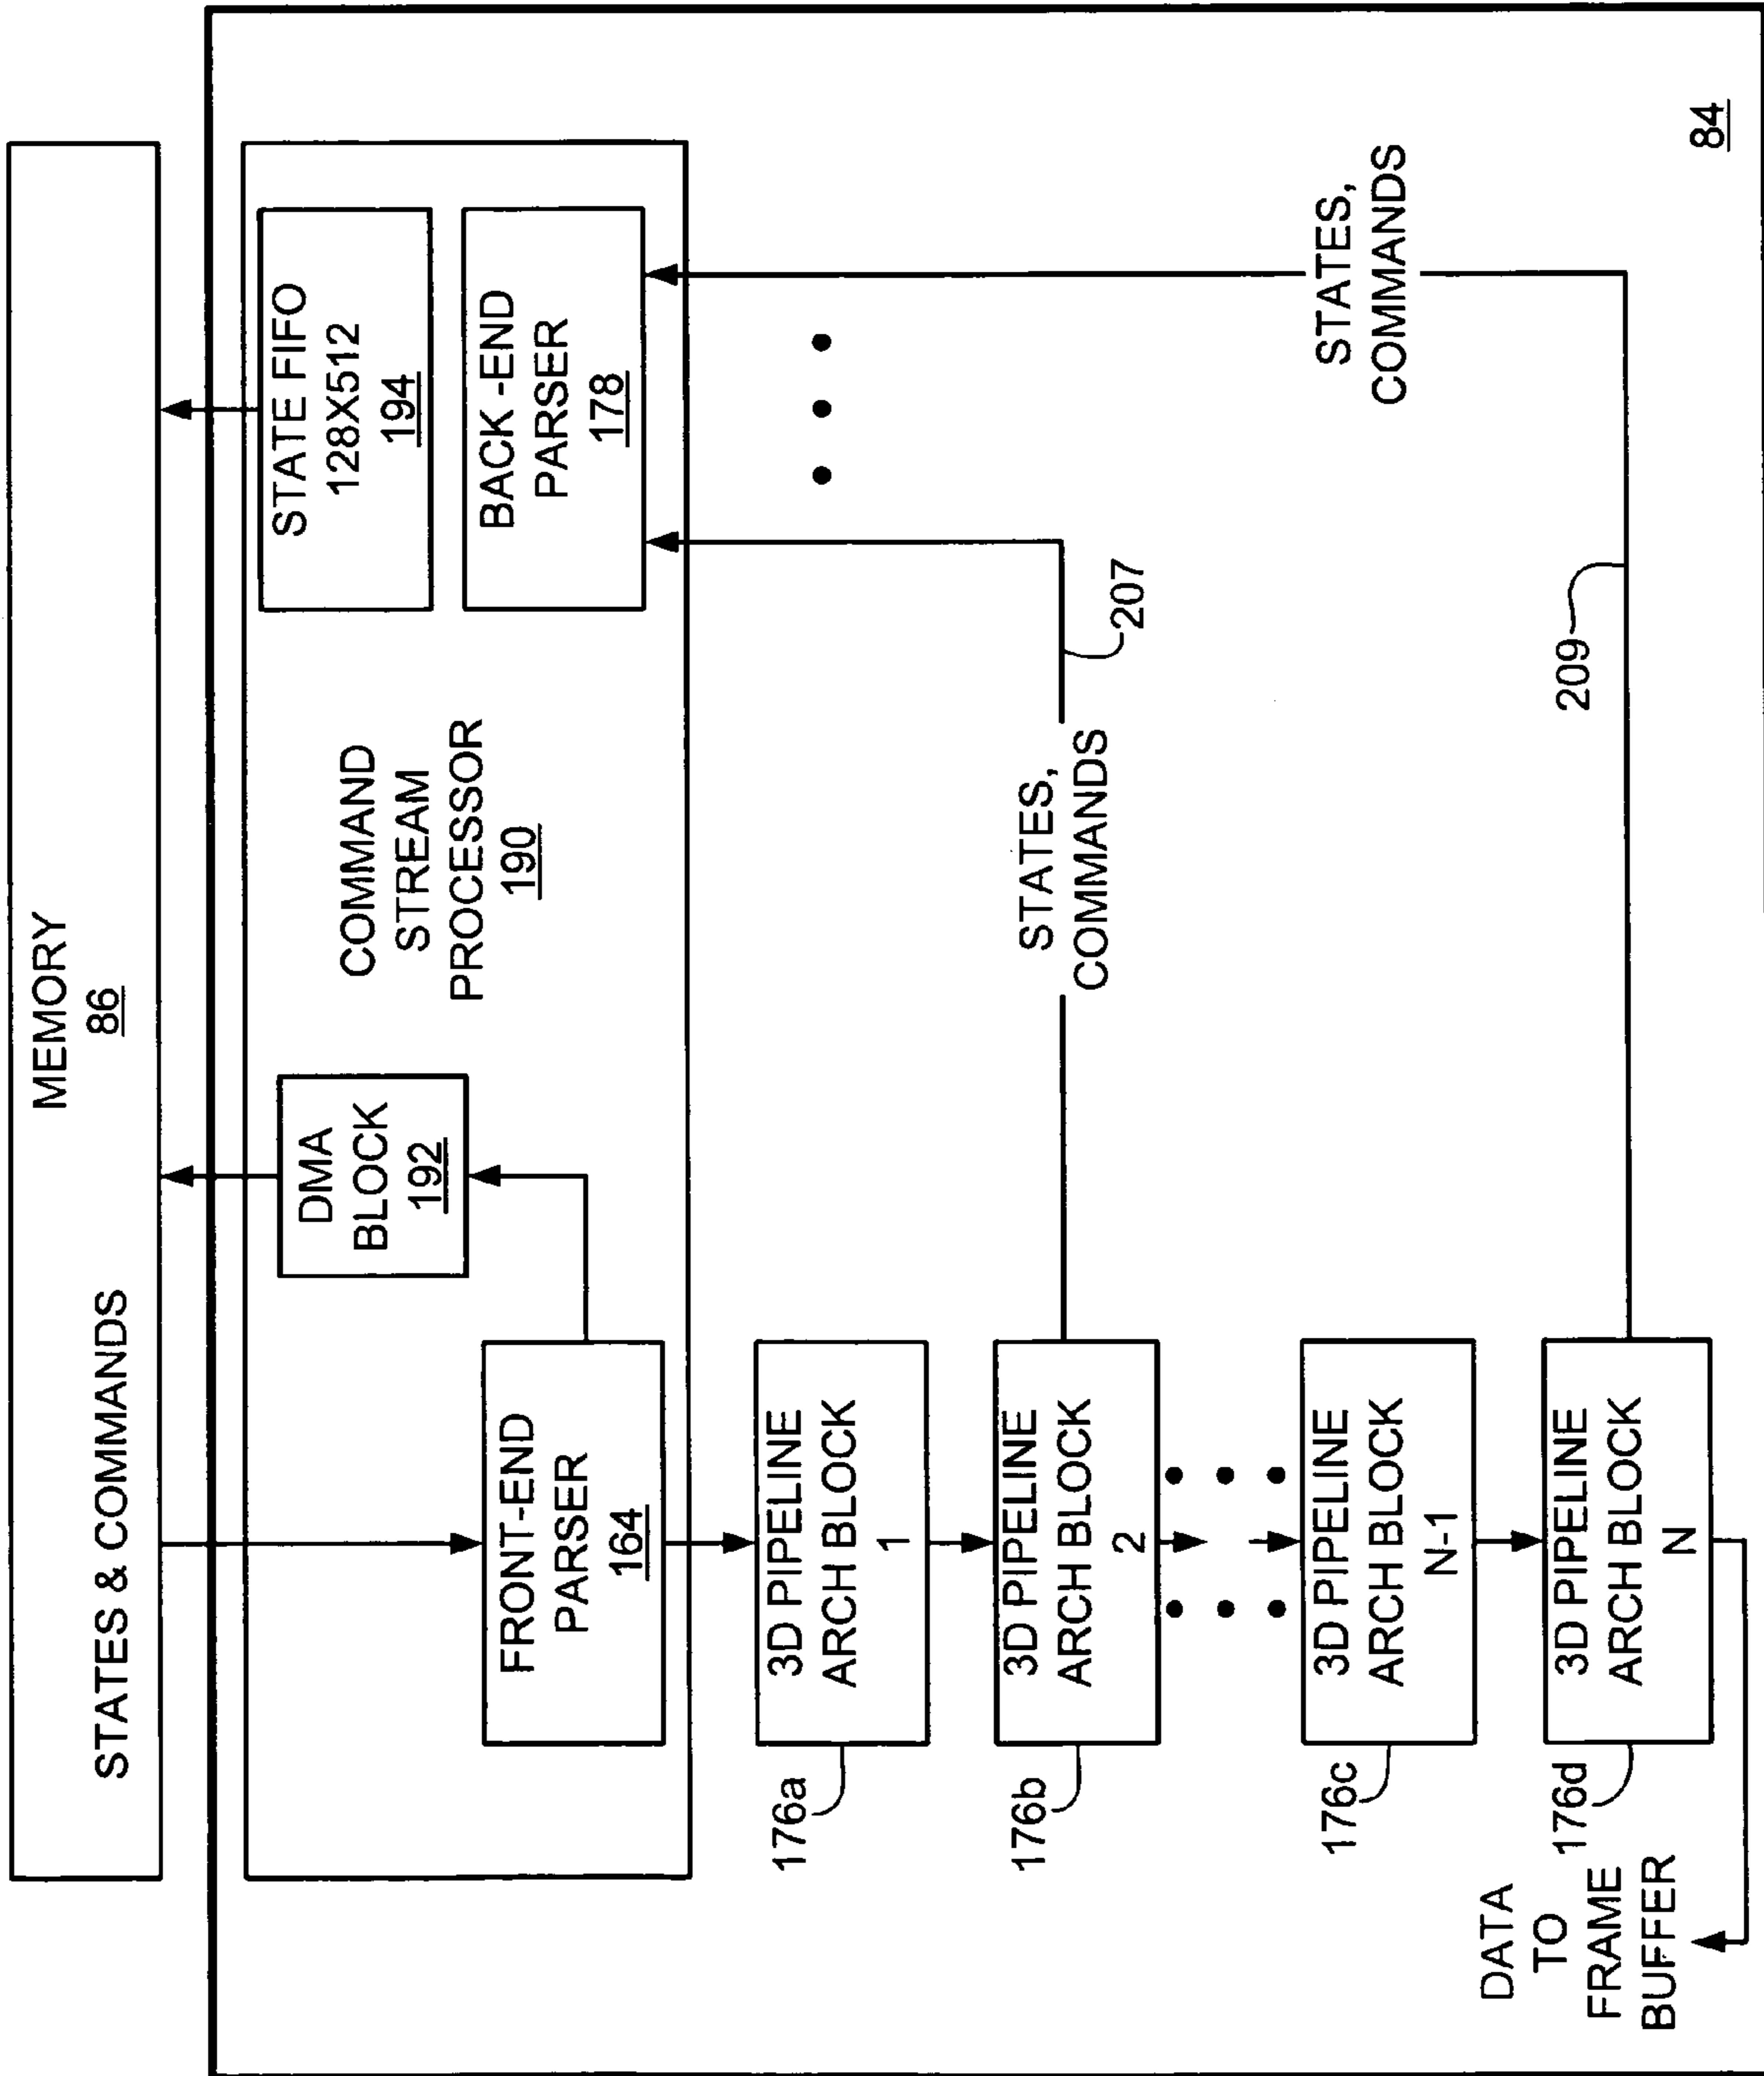 MEMORY
86
STATES & COMMANDS
DMA
BLOCK
192
COMMAND
STREAM
PROCESSOR
190
STATE FIFO
128X512
194
FRONT-END
PARSER
164
BACK-END
PARSER
178
176a
3D PIPELINE
ARCH BLOCK
1
176b
3D PIPELINE
ARCH BLOCK
2
STATES,
COMMANDS
207
176c
3D PIPELINE
ARCH BLOCK
N-1
STATES,
COMMANDS
176d
3D PIPELINE
ARCH BLOCK
N
209
DATA
TO
FRAME
BUFFER
84